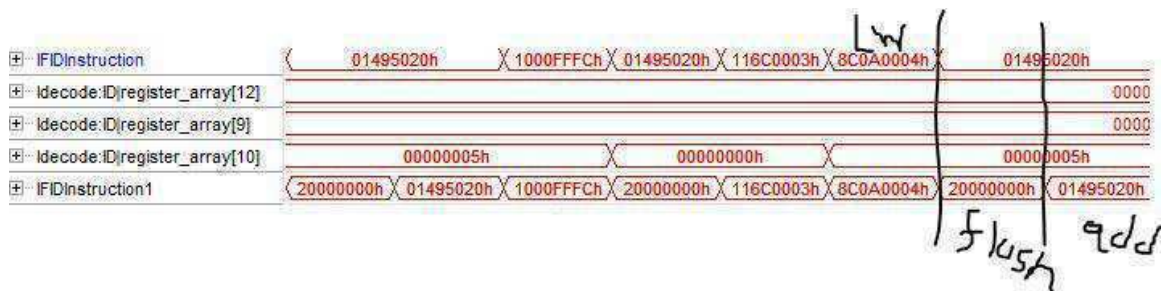 Lw
IFIDInstruction 01495020h 1000FFFCh 01495020h 116C0003h 8C0A0004h 01495020h
Idecode:ID|register_array[12] 0000
Idecode:ID|register_array[9] 0000
Idecode:ID|register_array[10] 00000005h 00000000h 00000005h
IFIDInstruction1 20000000h 01495020h 1000FFFCh 20000000h 116C0003h 8C0A0004h 20000000h 01495020h
flush add